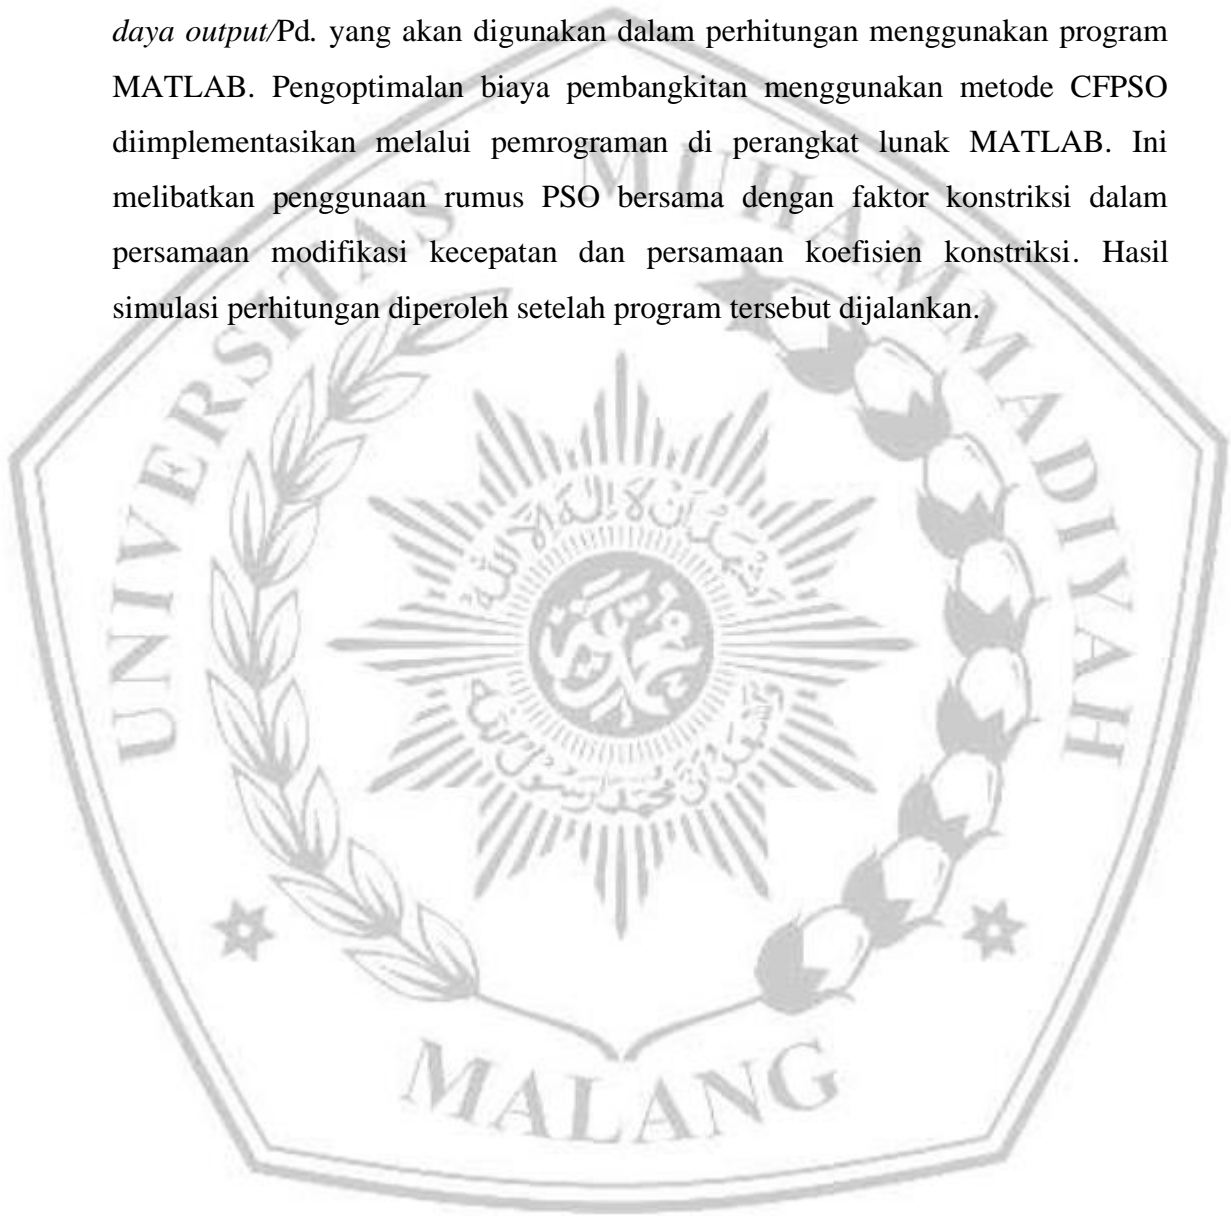 daya output/Pd. yang akan digunakan dalam perhitungan menggunakan program
MATLAB. Pengoptimalan biaya pembangkitan menggunakan metode CFPSO
diimplementasikan melalui pemrograman di perangkat lunak MATLAB. Ini
melibatkan penggunaan rumus PSO bersama dengan faktor konstriksi dalam
persamaan modifikasi kecepatan dan persamaan koefisien konstriksi. Hasil
simulasi perhitungan diperoleh setelah program tersebut dijalankan.
UNIVERSITAS MUHAMMADIYAH
MALANG